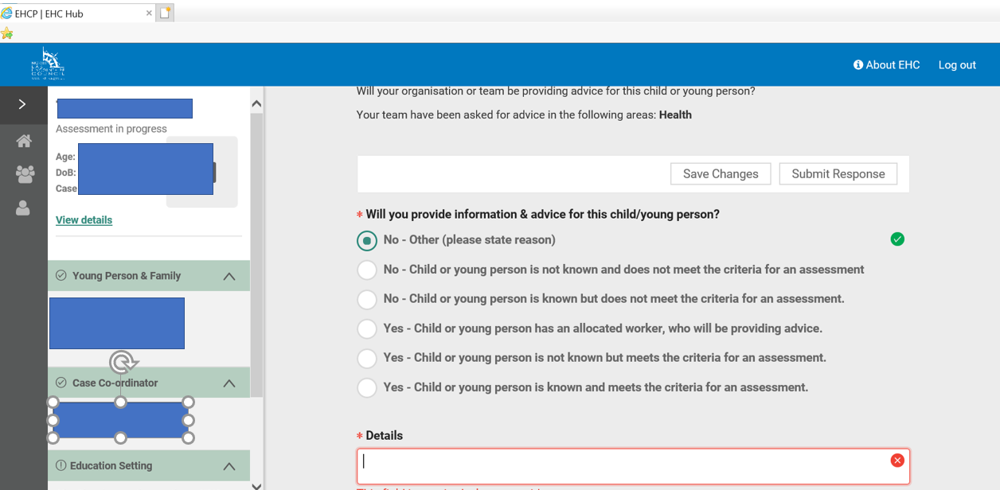 EHCP | EHC Hub
About EHC
Log out
Assessment in progress
Age:
DoB:
Case
View details
Young Person & Family
Case Co-ordinator
Education Setting
Will your organisation or team be providing advice for this child or young person?
Your team have been asked for advice in the following areas: Health
Save Changes
Submit Response
* Will you provide information & advice for this child/young person?
No - Other (please state reason)
No - Child or young person is not known and does not meet the criteria for an assessment
No - Child or young person is known but does not meet the criteria for an assessment.
Yes - Child or young person has an allocated worker, who will be providing advice.
Yes - Child or young person is not known but meets the criteria for an assessment.
Yes - Child or young person is known and meets the criteria for an assessment.
* Details